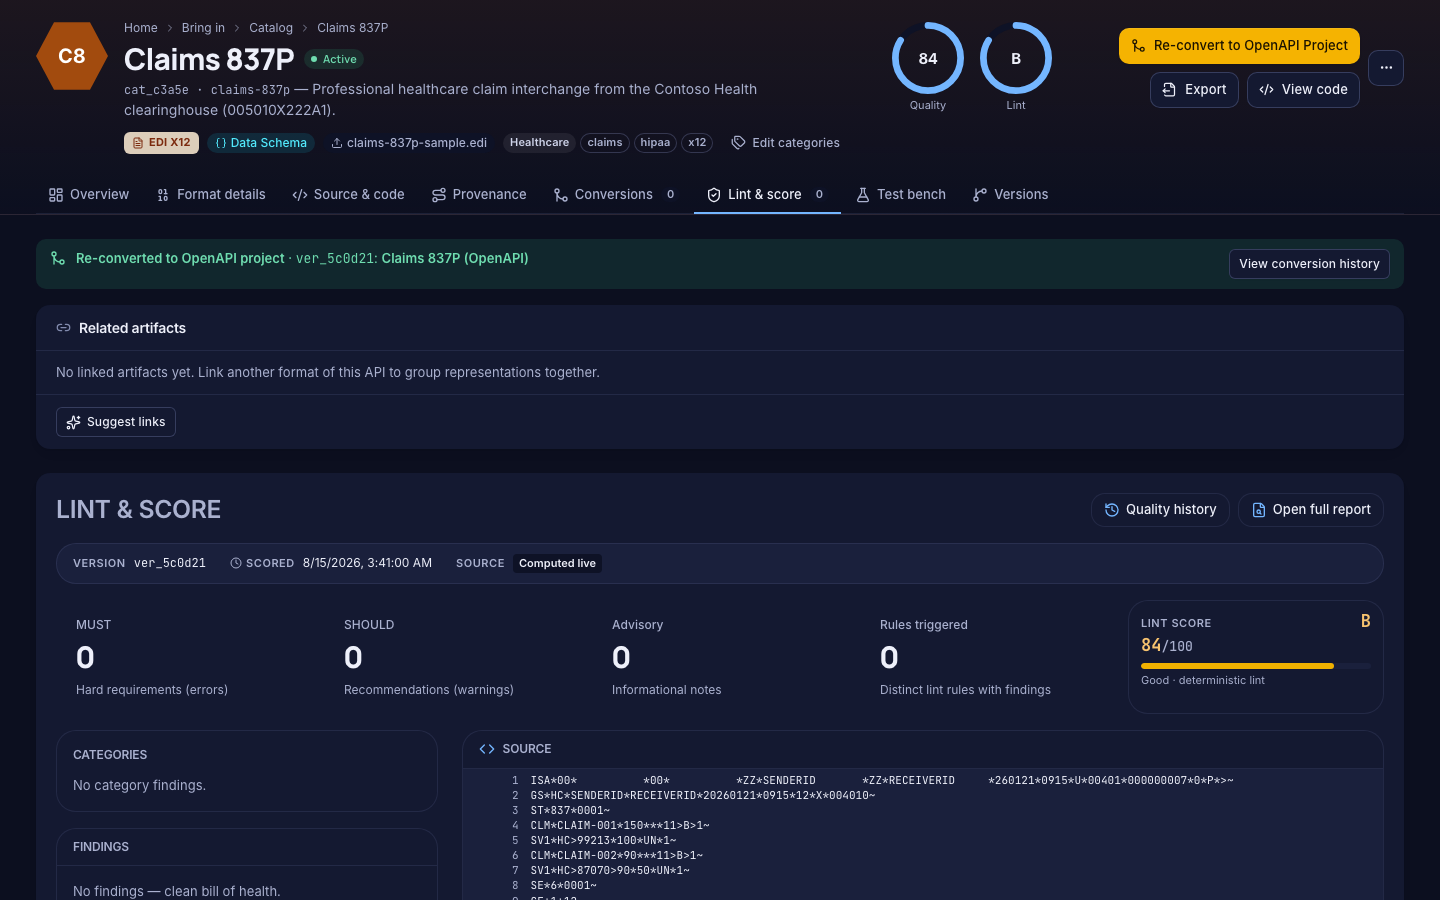 C8
Home > Bring in > Catalog > Claims 837P
Claims 837P
Active
cat_c3a5e · claims-837p — Professional healthcare claim interchange from the Contoso Health
clearinghouse (005010X222A1).
EDI X12
Data Schema
claims-837p-sample.edi
Healthcare
claims
hipaa
x12
Edit categories
84
Quality
B
Lint
Re-convert to OpenAPI Project
Export
View code
Overview
Format details
Source & code
Provenance
Conversions 0
Lint & score 0
Test bench
Versions
Re-converted to OpenAPI project · ver_5c0d21: Claims 837P (OpenAPI)
View conversion history
Related artifacts
No linked artifacts yet. Link another format of this API to group representations together.
Suggest links
LINT & SCORE
Quality history
Open full report
VERSION ver_5c0d21
SCORED 8/15/2026, 3:41:00 AM
SOURCE Computed live
MUST
0
Hard requirements (errors)
SHOULD
0
Recommendations (warnings)
Advisory
0
Informational notes
Rules triggered
0
Distinct lint rules with findings
LINT SCORE
B
84/100
Good · deterministic lint
CATEGORIES
No category findings.
FINDINGS
No findings — clean bill of health.
SOURCE
1 ISA*00*          *00*          *ZZ*SENDERID       *ZZ*RECEIVERID     *260121*0915*U*00401*000000007*0*P*>~
2 GS*HC*SENDERID*RECEIVERID*20260121*0915*12*X*004010~
3 ST*837*0001~
4 CLM*CLAIM-001*150***11>B>1~
5 SV1*HC>99213*100*UN*1~
6 CLM*CLAIM-002*90***11>B>1~
7 SV1*HC>87070>90*50*UN*1~
8 SE*6*0001~